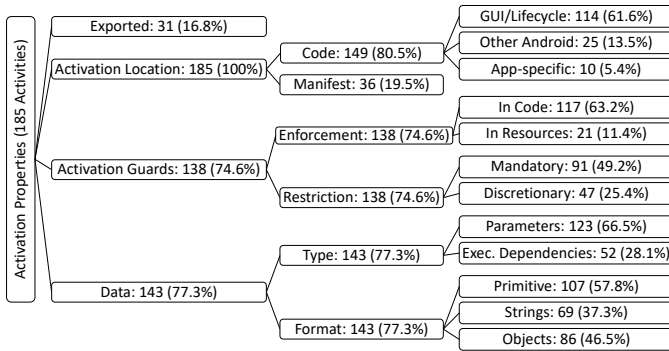 Activation Properties (185 Activities)
Exported: 31 (16.8%)
Activation Location: 185 (100%)
Code: 149 (80.5%)
GUI/Lifecycle: 114 (61.6%)
Other Android: 25 (13.5%)
App-specific: 10 (5.4%)
Manifest: 36 (19.5%)
Activation Guards: 138 (74.6%)
Enforcement: 138 (74.6%)
In Code: 117 (63.2%)
In Resources: 21 (11.4%)
Restriction: 138 (74.6%)
Mandatory: 91 (49.2%)
Discretionary: 47 (25.4%)
Data: 143 (77.3%)
Type: 143 (77.3%)
Parameters: 123 (66.5%)
Exec. Dependencies: 52 (28.1%)
Format: 143 (77.3%)
Primitive: 107 (57.8%)
Strings: 69 (37.3%)
Objects: 86 (46.5%)